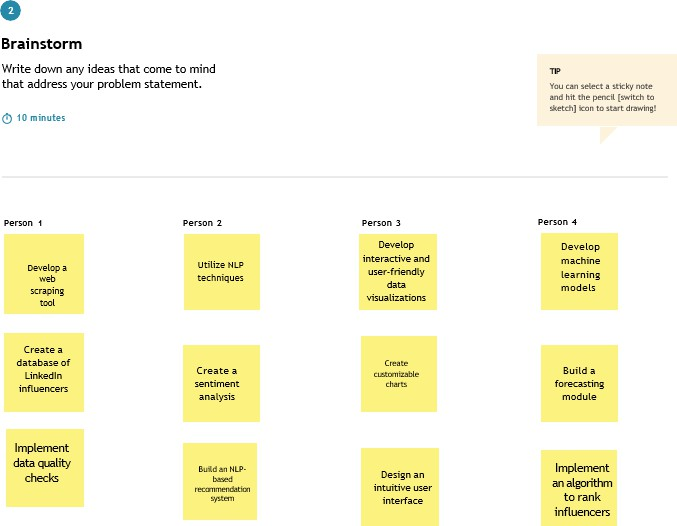 2
Brainstorm
Write down any ideas that come to mind
that address your problem statement.
10 minutes
TIP
You can select a sticky note
and hit the pencil [switch to
sketch] icon to start drawing!
Person 1
Develop a
web
scraping
tool
Create a
database of
LinkedIn
influencers
Implement
data quality
checks
Person 2
Utilize NLP
techniques
Create a
sentiment
analysis
Build an NLP-
based
recommendation
system
Person 3
Develop
interactive and
user-friendly
data
visualizations
Create
customizable
charts
Design an
intuitive user
interface
Person 4
Develop
machine
learning
models
Build a
forecasting
module
Implement
an algorithm
to rank
influencers